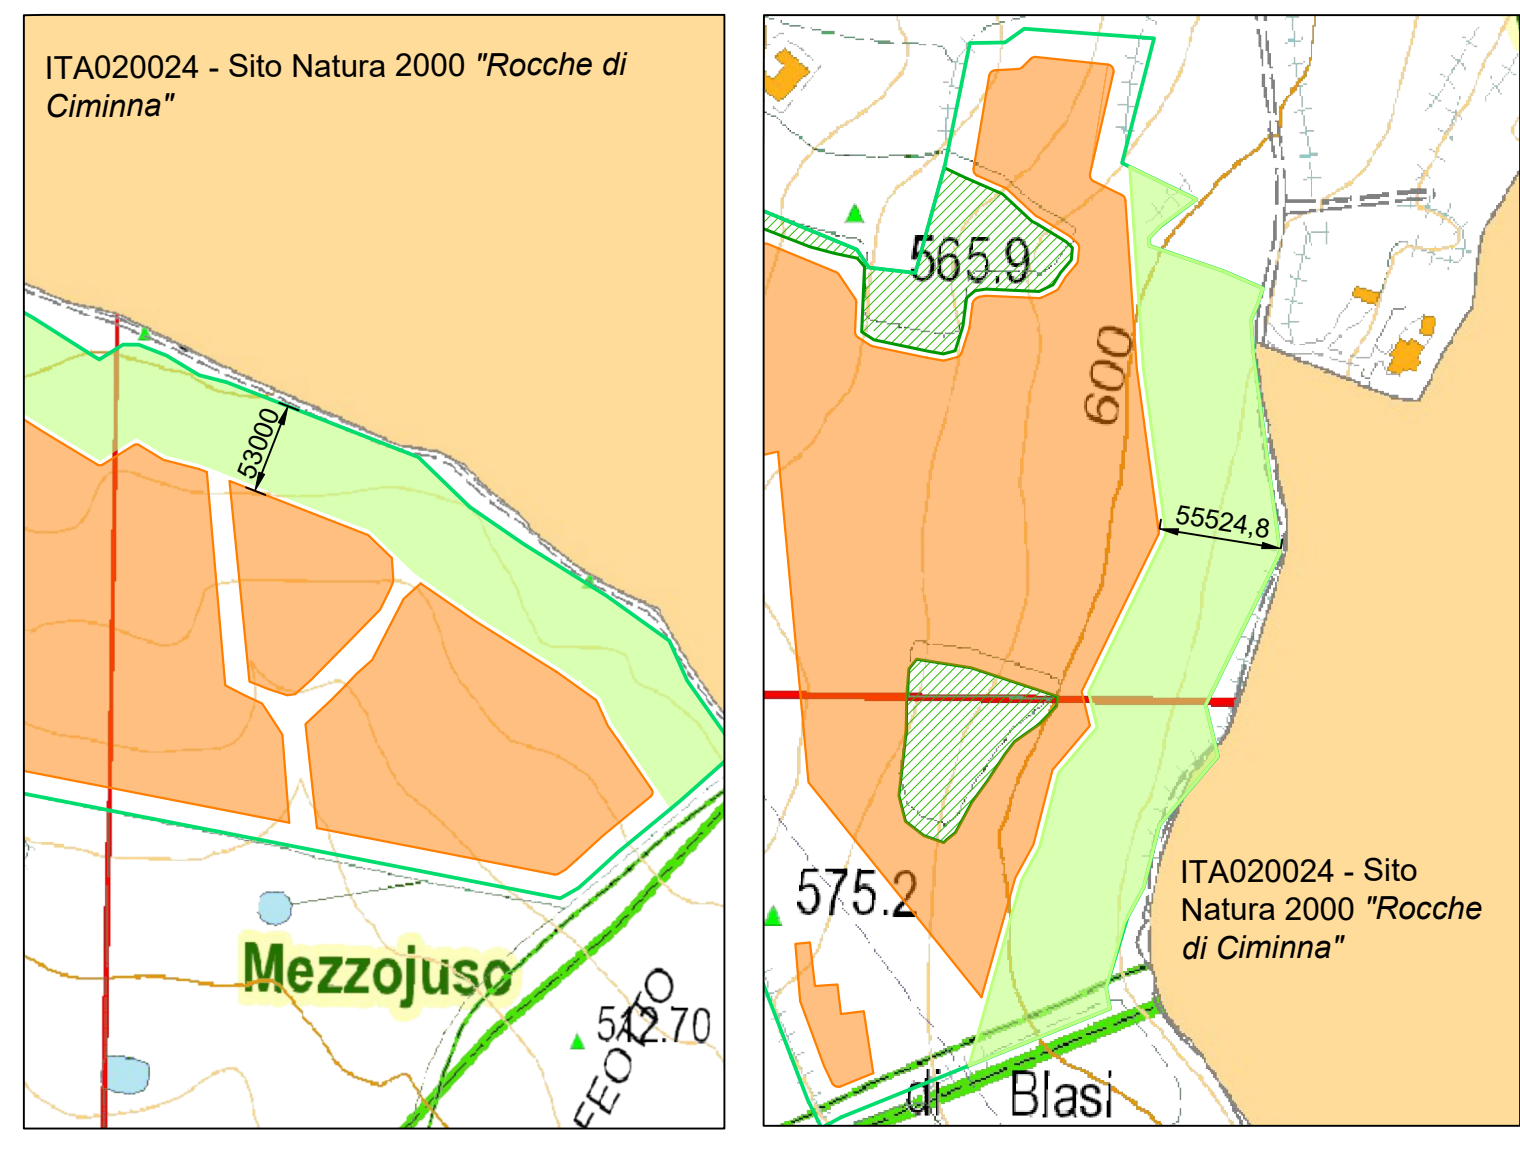 ITA020024 - Sito Natura 2000 "Rocche di
Ciminna"
53000
Mezzojuso
512.70
FEOTTO
565.9
600
55524,8
575.2
ITA020024 - Sito
Natura 2000 "Rocche
di Ciminna"
di Blasi